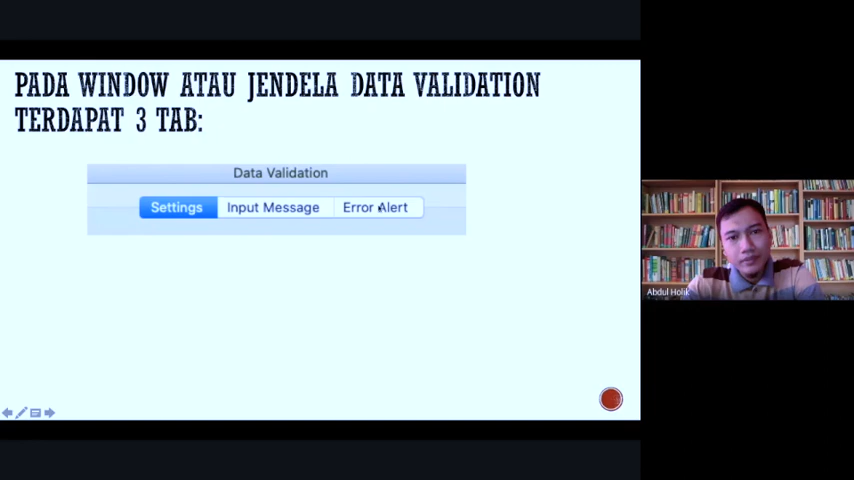 PADA WINDOW ATAU JENDELA DATA VALIDATION
TERDAPAT 3 TAB:
Data Validation
Settings
Input Message
Error Alert
Abdul Holik